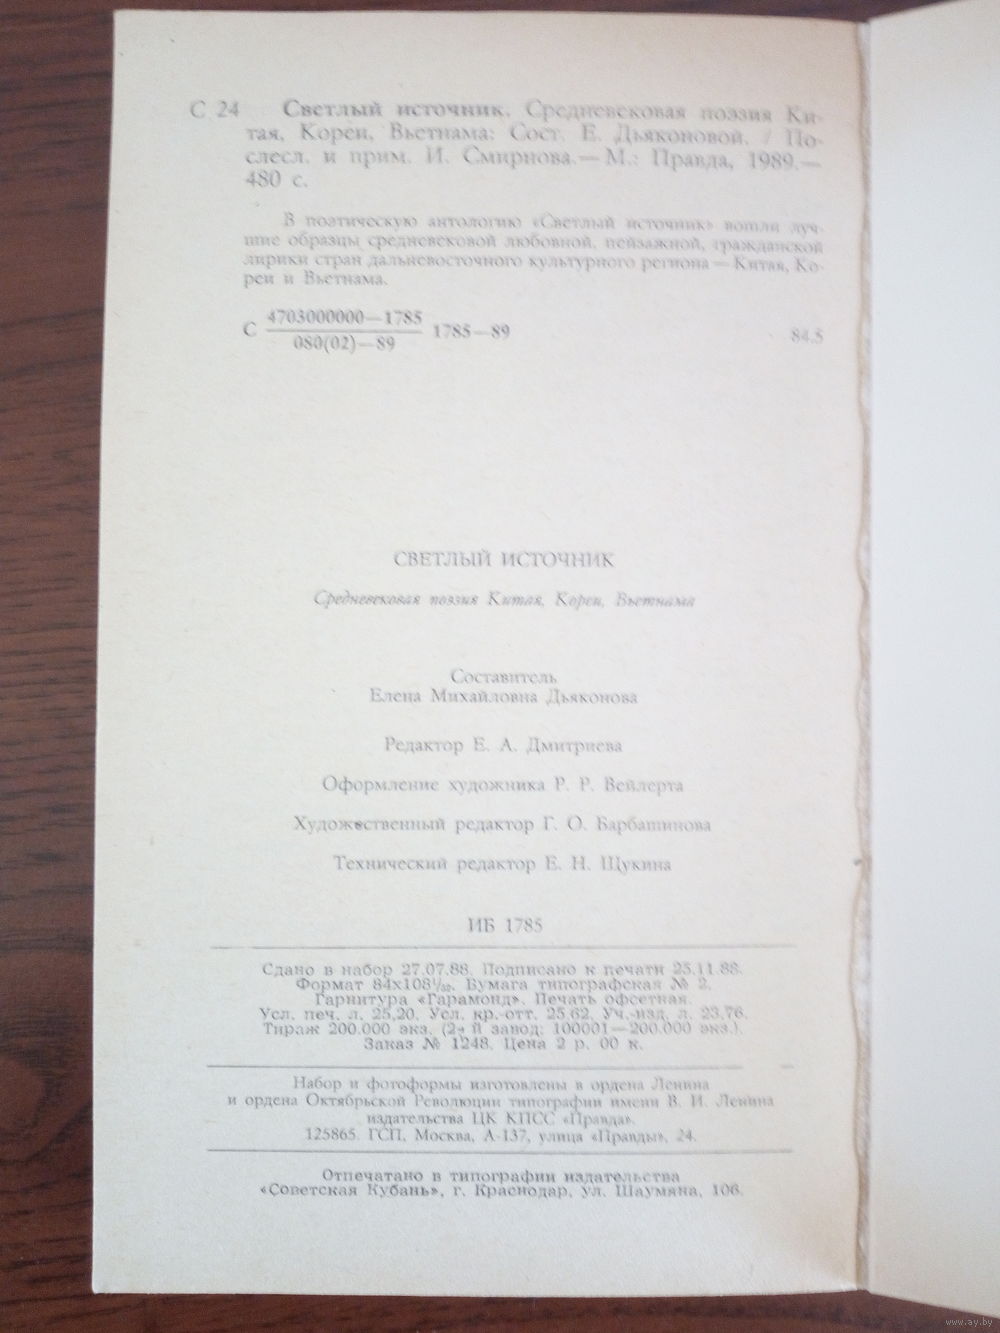 С 24 Светлый источник. Средневековая поэзия Ки-
тая, Кореи, Вьетнама: Сост. Е. Дьяконовой. / По-
слесл. и прим. И. Смирнова.— М.: Правда, 1989.—
480 с.
В поэтическую антологию «Светлый источник» вошли луч-
шие образцы средневековой любовной, пейзажной, гражданской
лирики стран дальневосточного культурного региона — Китая, Ко-
реи и Вьетнама.
С 4703000000—1785
080(02)—89 1785—89 84.5
СВЕТЛЫЙ ИСТОЧНИК
Средневековая поэзия Китая, Кореи, Вьетнама
Составитель
Елена Михайловна Дьяконова
Редактор Е. А. Дмитриева
Оформление художника Р. Р. Вейлерта
Художественный редактор Г. О. Барбашинова
Технический редактор Е. Н. Щукина
ИБ 1785
Сдано в набор 27.07.88. Подписано к печати 25.11.88.
Формат 84х108¹/₃₂. Бумага типографская № 2.
Гарнитура «Гарамонд». Печать офсетная.
Усл. печ. л. 25,20. Усл. кр.-отт. 25,62. Уч.-изд. л. 23,76.
Тираж 200.000 экз. (2-й завод: 100001—200.000 экз.).
Заказ № 1248. Цена 2 р. 00 к.
Набор и фотоформы изготовлены в ордена Ленина
и ордена Октябрьской Революции типографии имени В. И. Ленина
издательства ЦК КПСС «Правда».
125865. ГСП, Москва, А-137, улица «Правды», 24.
Отпечатано в типографии издательства
«Советская Кубань», г. Краснодар, ул. Шаумяна, 106.
www.ay.by